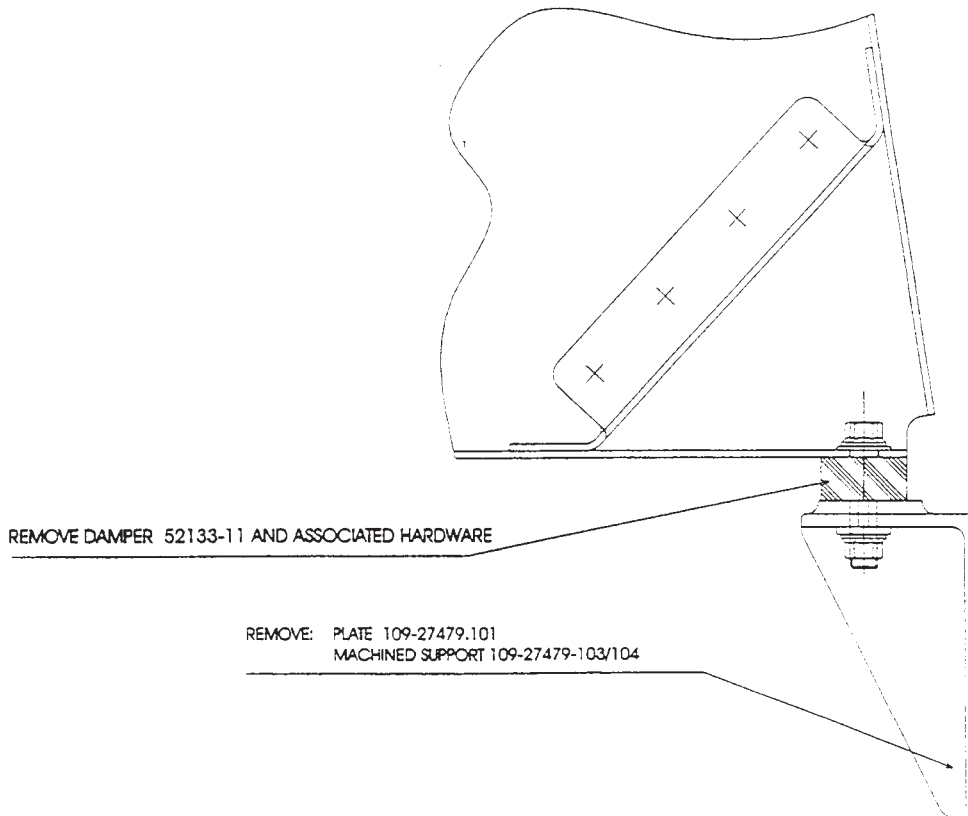 REMOVE DAMPER 52133-11 AND ASSOCIATED HARDWARE
REMOVE: PLATE 109-27479.101
MACHINED SUPPORT 109-27479-103/104